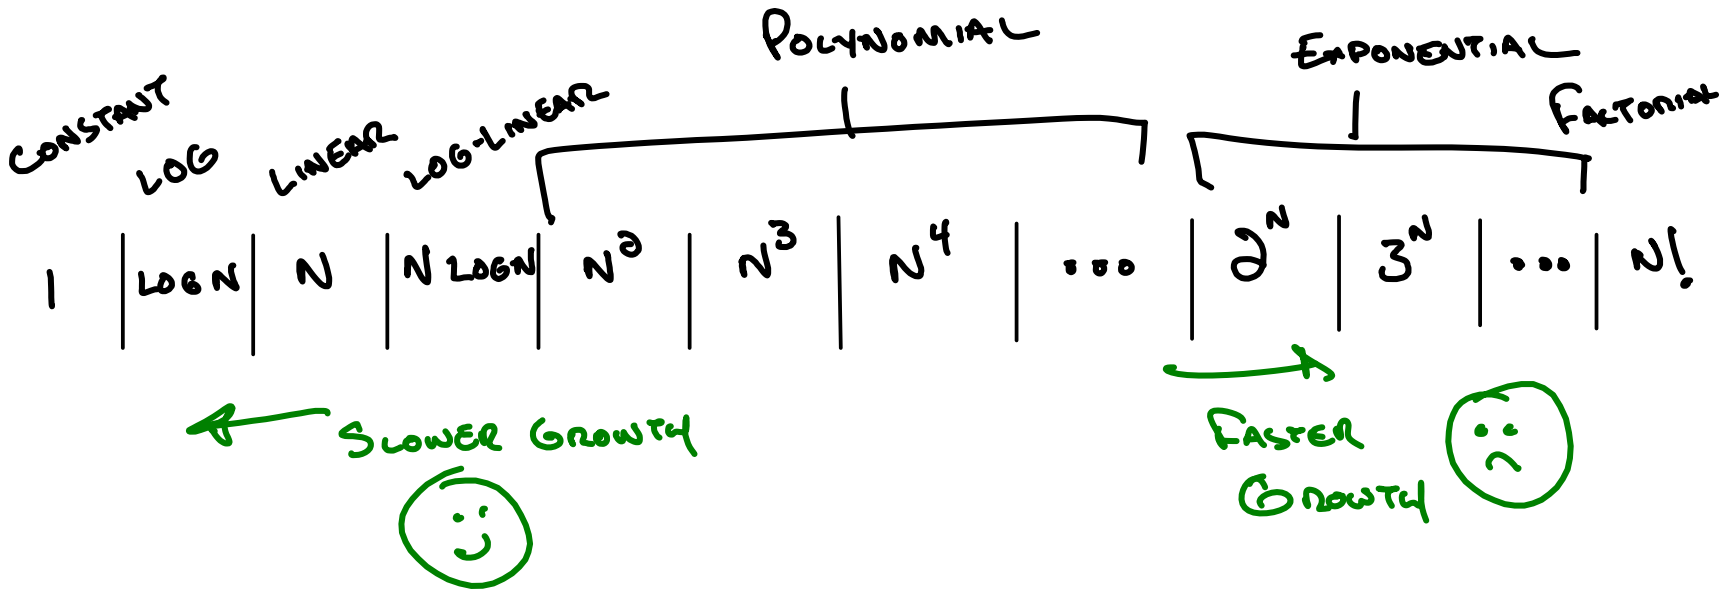 POLYNOMIAL
EXPONENTIAL
CONSTANT
LOG
LINEAR
LOG-LINEAR
FACTORIAL
1 | LOG N | N | N LOGN | N² | N³ | N⁴ | ... | 2ᴺ | 3ᴺ | ... | N!
SLOWER GROWTH
FASTER
GROWTH